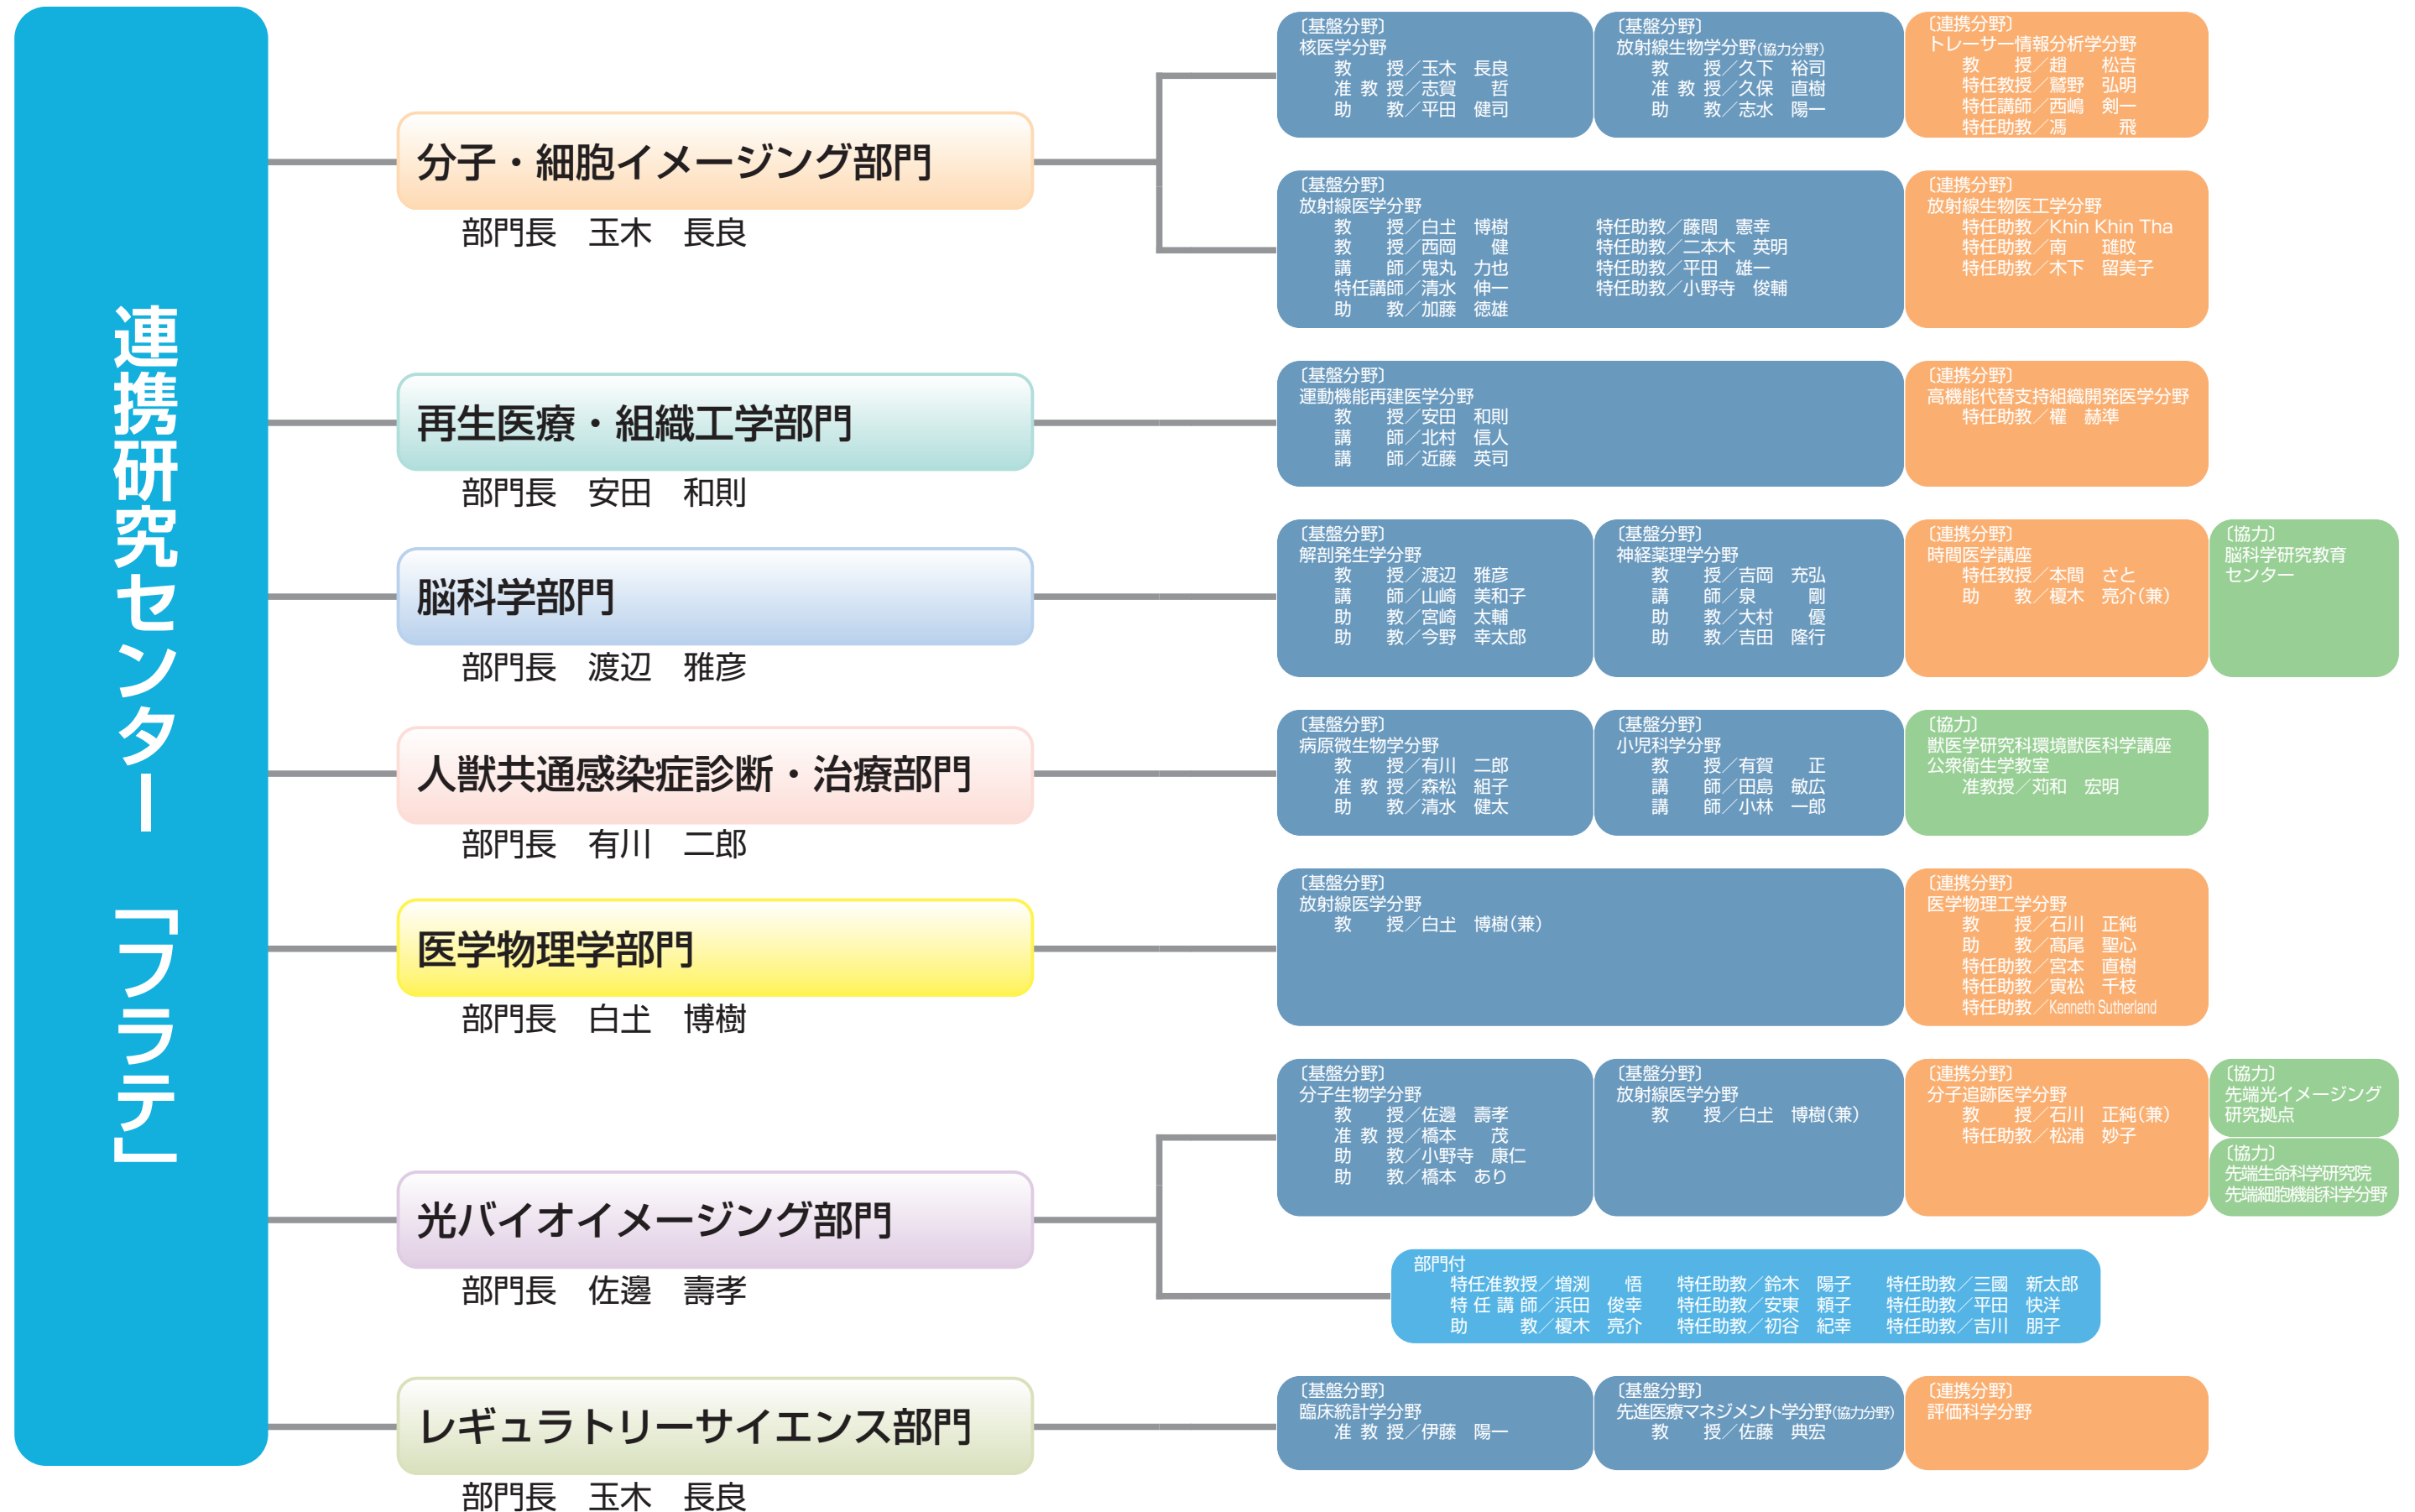 連携研究センター 「フラテ」
分子・細胞イメージング部門
部門長 玉木 長良
〔基盤分野〕
核医学分野
教 授／玉木 長良
准 教 授／志賀 哲
助 教／平田 健司
〔基盤分野〕
放射線生物学分野（協力分野）
教 授／久下 裕司
准 教 授／久保 直樹
助 教／志水 陽一
〔連携分野〕
トレーサー情報分析学分野
教 授／趙 松吉
特任教授／鷲野 弘明
特任講師／西嶋 剣一
特任助教／馮 飛
〔基盤分野〕
放射線医学分野
教 授／白𡈽 博樹
教 授／西岡 健
講 師／鬼丸 力也
特任講師／清水 伸一
助 教／加藤 徳雄
特任助教／藤間 憲幸
特任助教／二本木 英明
特任助教／平田 雄一
特任助教／小野寺 俊輔
〔連携分野〕
放射線生物医工学分野
特任助教／Khin Khin Tha
特任助教／南 璡旼
特任助教／木下 留美子
再生医療・組織工学部門
部門長 安田 和則
〔基盤分野〕
運動機能再建医学分野
教 授／安田 和則
講 師／北村 信人
講 師／近藤 英司
〔連携分野〕
高機能代替支持組織開発医学分野
特任助教／權 赫準
脳科学部門
部門長 渡辺 雅彦
〔基盤分野〕
解剖発生学分野
教 授／渡辺 雅彦
講 師／山崎 美和子
助 教／宮崎 太輔
助 教／今野 幸太郎
〔基盤分野〕
神経薬理学分野
教 授／吉岡 充弘
講 師／泉 剛
助 教／大村 優
助 教／吉田 隆行
〔連携分野〕
時間医学講座
特任教授／本間 さと
助 教／榎木 亮介（兼）
〔協力〕
脳科学研究教育
センター
人獣共通感染症診断・治療部門
部門長 有川 二郎
〔基盤分野〕
病原微生物学分野
教 授／有川 二郎
准 教 授／森松 組子
助 教／清水 健太
〔基盤分野〕
小児科学分野
教 授／有賀 正
講 師／田島 敏広
講 師／小林 一郎
〔協力〕
獣医学研究科環境獣医科学講座
公衆衛生学教室
准教授／苅和 宏明
医学物理学部門
部門長 白𡈽 博樹
〔基盤分野〕
放射線医学分野
教 授／白𡈽 博樹（兼）
〔連携分野〕
医学物理工学分野
教 授／石川 正純
助 教／髙尾 聖心
特任助教／宮本 直樹
特任助教／寅松 千枝
特任助教／Kenneth Sutherland
光バイオイメージング部門
部門長 佐邊 壽孝
〔基盤分野〕
分子生物学分野
教 授／佐邊 壽孝
准 教 授／橋本 茂
助 教／小野寺 康仁
助 教／橋本 あり
〔基盤分野〕
放射線医学分野
教 授／白𡈽 博樹（兼）
〔連携分野〕
分子追跡医学分野
教 授／石川 正純（兼）
特任助教／松浦 妙子
〔協力〕
先端光イメージング
研究拠点
〔協力〕
先端生命科学研究院
先端細胞機能科学分野
部門付
特任准教授／増渕 悟 特任助教／鈴木 陽子 特任助教／三國 新太郎
特 任 講 師／浜田 俊幸 特任助教／安東 頼子 特任助教／平田 快洋
助 教／榎木 亮介 特任助教／初谷 紀幸 特任助教／吉川 朋子
レギュラトリーサイエンス部門
部門長 玉木 長良
〔基盤分野〕
臨床統計学分野
准 教 授／伊藤 陽一
〔基盤分野〕
先進医療マネジメント学分野（協力分野）
教 授／佐藤 典宏
〔連携分野〕
評価科学分野